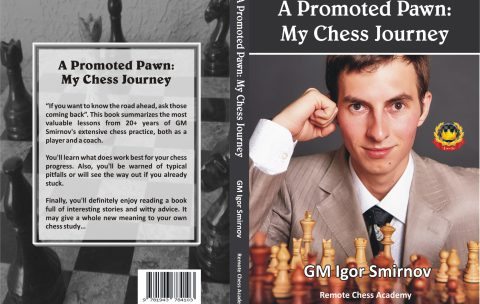 A Promoted Pawn:
My Chess Journey
"If you want to know the road ahead, ask those
coming back". This book summarizes the most
valuable lessons from 20+ years of GM
Smirnov's extensive chess practice, both as a
player and a coach.
You'll learn what does work best for your chess
progress. Also, you'll be warned of typical
pitfalls or will see the way out if you already
stuck.
Finally, you'll definitely enjoy reading a book
full of interesting stories and witty advice. It
may give a whole new meaning to your own
chess study...
9 781943 784103
A Promoted Pawn: My Chess Journey
GM Igor Smirnov
Remote Chess Academy
A Promoted Pawn:
My Chess Journey
GM Igor Smirnov
Remote Chess Academy